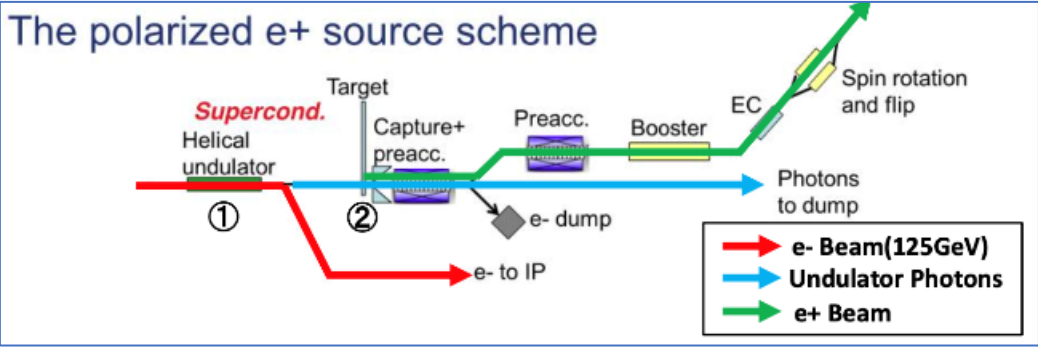 The polarized e+ source scheme
Target
Supercond.
Helical
undulator
Capture+
preacc.
Preacc.
Booster
EC
Spin rotation
and flip
①
②
Photons
to dump
e- dump
e- to IP
e- Beam(125GeV)
Undulator Photons
e+ Beam